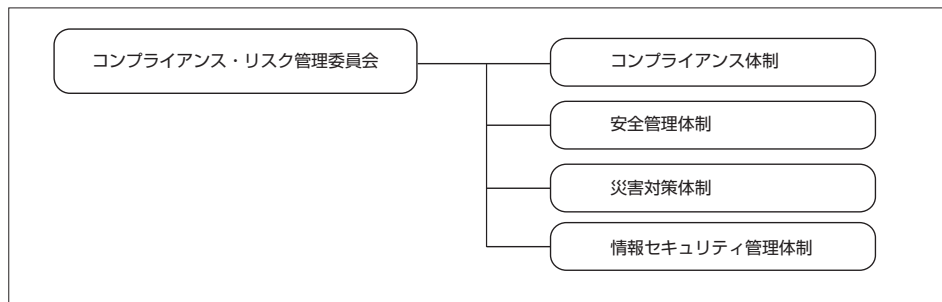 コンプライアンス・リスク管理委員会
コンプライアンス体制
安全管理体制
災害対策体制
情報セキュリティ管理体制